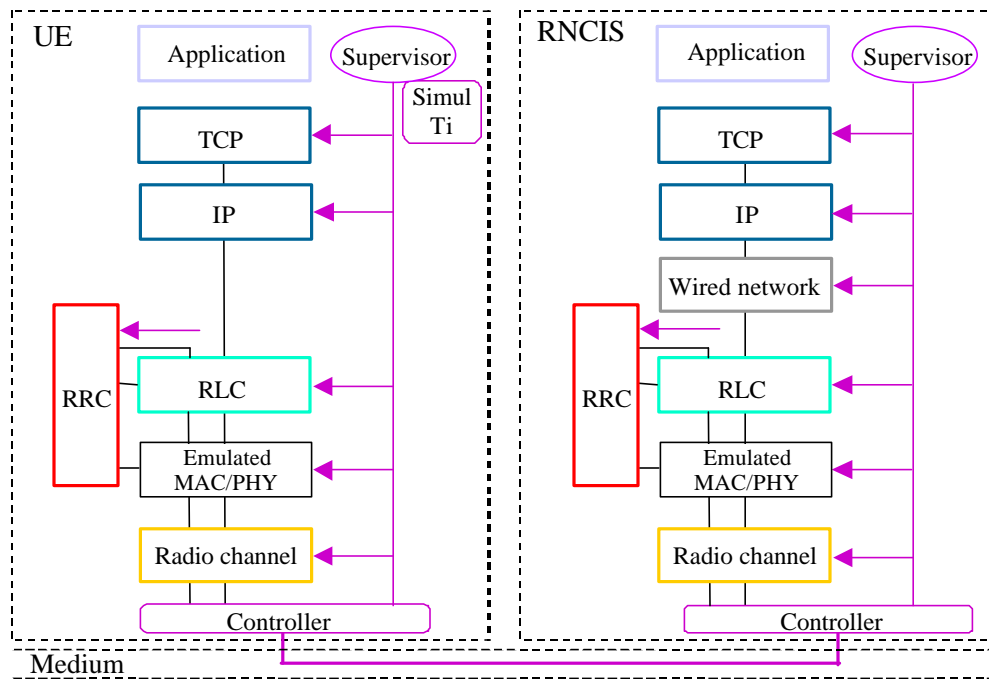 UE
Application
Supervisor
Simul
Ti
TCP
IP
RRC
RLC
Emulated
MAC/PHY
Radio channel
Controller
RNCIS
Application
Supervisor
TCP
IP
Wired network
RRC
RLC
Emulated
MAC/PHY
Radio channel
Controller
Medium